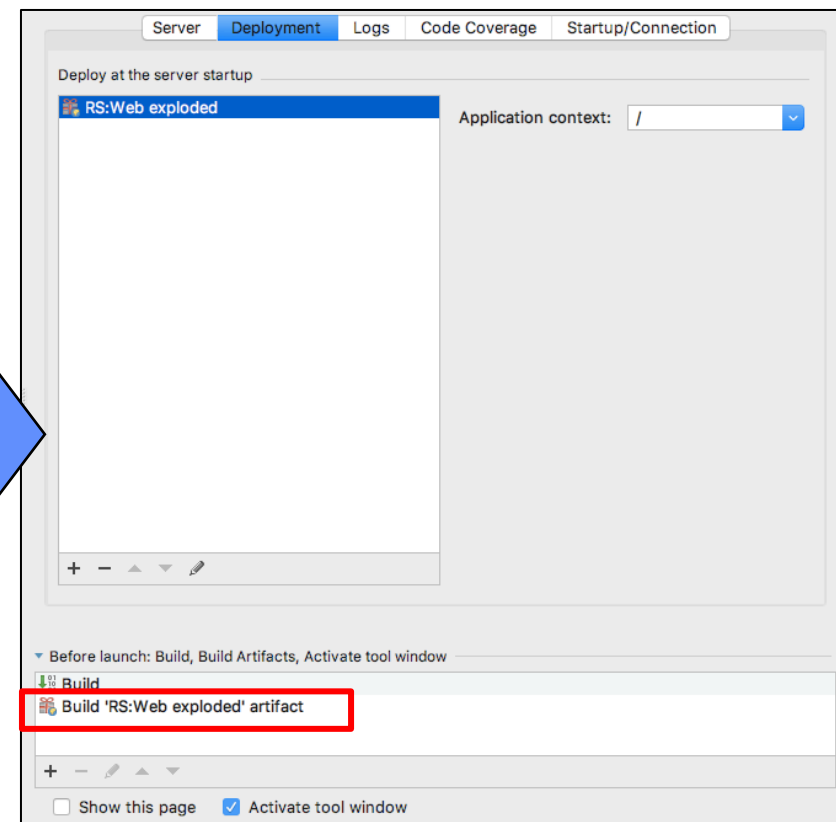 Server Deployment Logs Code Coverage Startup/Connection
Deploy at the server startup
RS:Web exploded
Application context: /
Before launch: Build, Build Artifacts, Activate tool window
Build
Build 'RS:Web exploded' artifact
Show this page Activate tool window